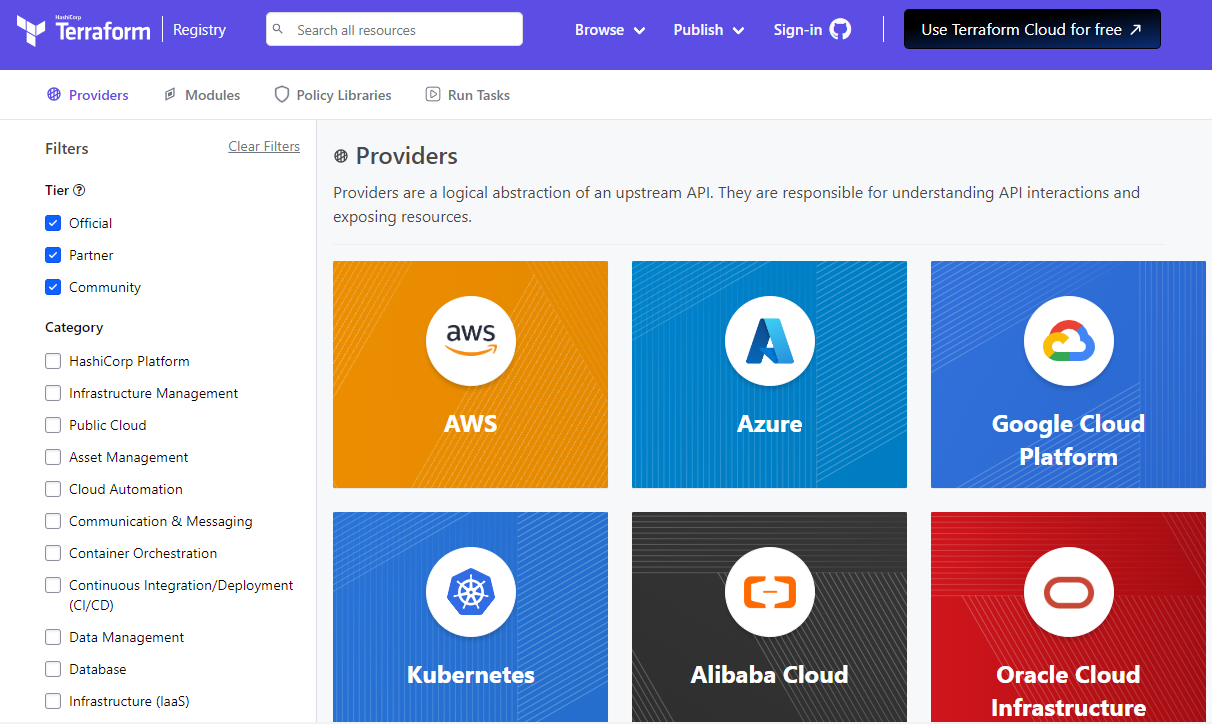 HashiCorp
Terraform
Registry
Search all resources
Browse
Publish
Sign-in
Use Terraform Cloud for free
Providers
Modules
Policy Libraries
Run Tasks
Filters
Clear Filters
Tier
Official
Partner
Community
Category
HashiCorp Platform
Infrastructure Management
Public Cloud
Asset Management
Cloud Automation
Communication & Messaging
Container Orchestration
Continuous Integration/Deployment
(CI/CD)
Data Management
Database
Infrastructure (IaaS)
Providers
Providers are a logical abstraction of an upstream API. They are responsible for understanding API interactions and
exposing resources.
aws
AWS
Azure
Google Cloud
Platform
Kubernetes
Alibaba Cloud
Oracle Cloud
Infrastructure